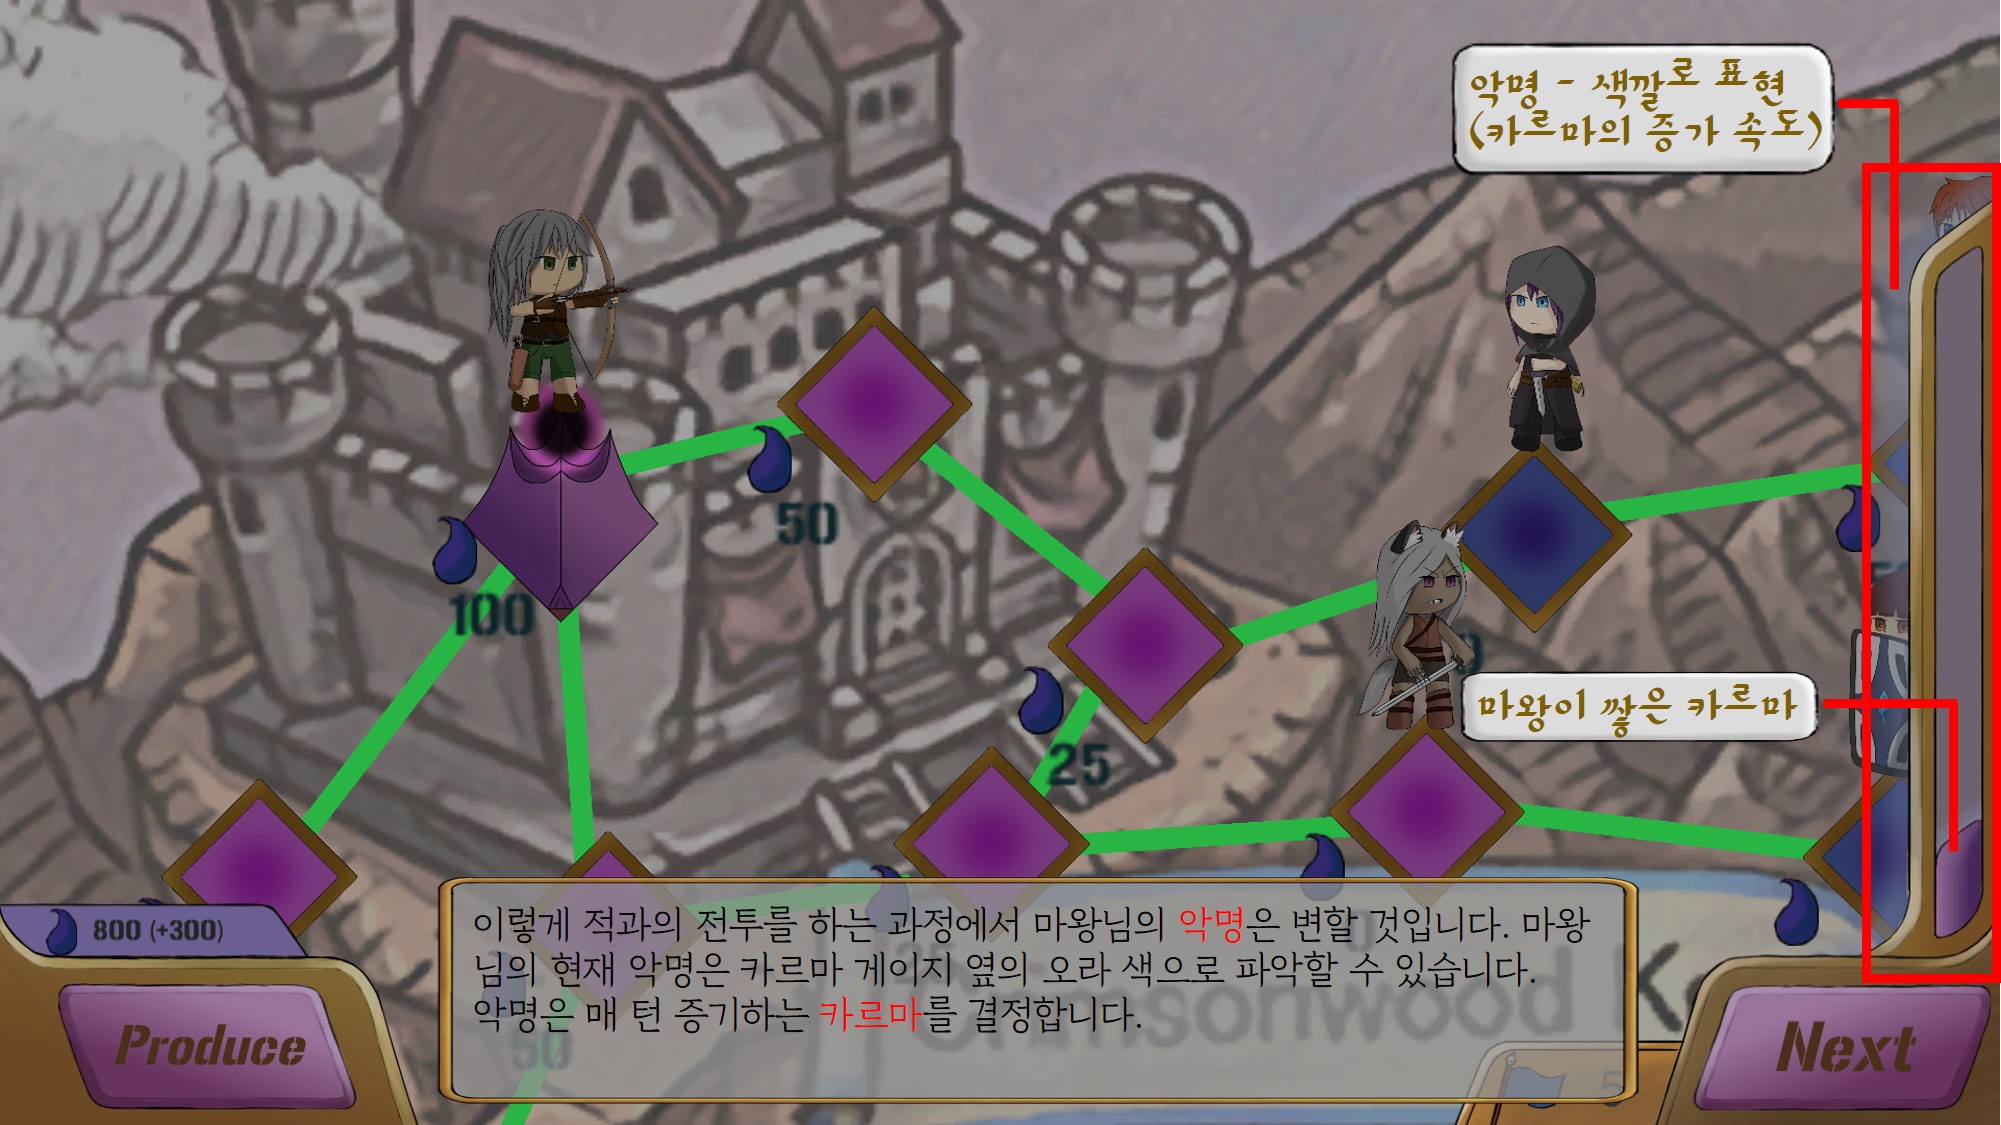 악명 - 색깔로 표현
(카르마의 증가 속도)
50
100
마왕이 쌓은 카르마
25
800 (+300)
이렇게 적과의 전투를 하는 과정에서 마왕님의 악명은 변할 것입니다. 마왕
님의 현재 악명은 카르마 게이지 옆의 오라 색으로 파악할 수 있습니다.
악명은 매 턴 증기하는 카르마를 결정합니다.
Produce
50
Next